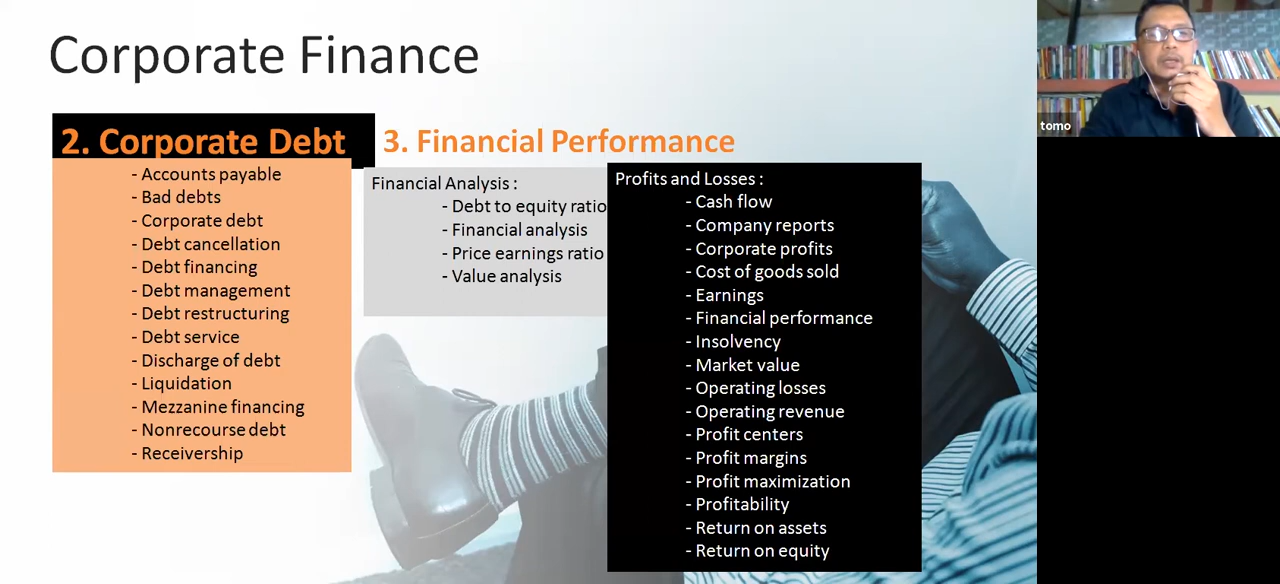 Corporate Finance
2. Corporate Debt
- Accounts payable
- Bad debts
- Corporate debt
- Debt cancellation
- Debt financing
- Debt management
- Debt restructuring
- Debt service
- Discharge of debt
- Liquidation
- Mezzanine financing
- Nonrecourse debt
- Receivership
3. Financial Performance
Financial Analysis :
- Debt to equity ratio
- Financial analysis
- Price earnings ratio
- Value analysis
Profits and Losses :
- Cash flow
- Company reports
- Corporate profits
- Cost of goods sold
- Earnings
- Financial performance
- Insolvency
- Market value
- Operating losses
- Operating revenue
- Profit centers
- Profit margins
- Profit maximization
- Profitability
- Return on assets
- Return on equity
tomo